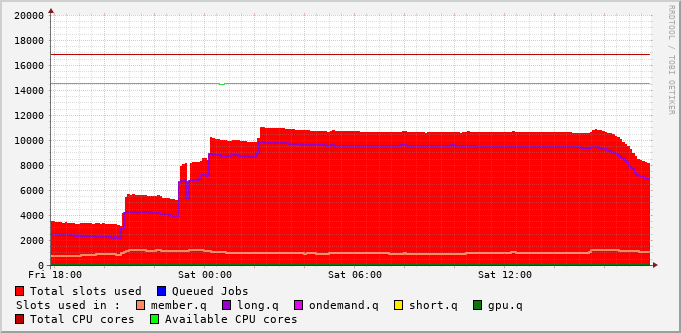 20000
18000
16000
14000
12000
10000
8000
6000
4000
2000
0
Fri 18:00 Sat 00:00 Sat 06:00 Sat 12:00
Total slots used Queued Jobs
Slots used in : member.q long.q ondemand.q short.q gpu.q
Total CPU cores Available CPU cores
RRDTOOL / TOBI OETIKER